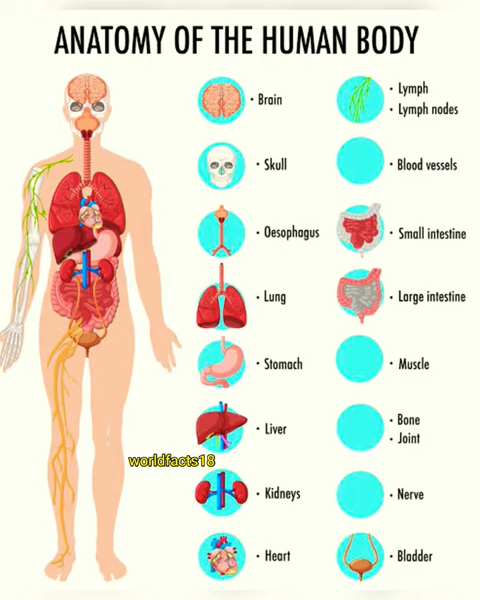 ANATOMY OF THE HUMAN BODY
• Brain
• Skull
• Oesophagus
• Lung
• Stomach
• Liver
• Kidneys
• Heart
• Lymph
• Lymph nodes
• Blood vessels
• Small intestine
• Large intestine
• Muscle
• Bone
• Joint
• Nerve
• Bladder
worldfacts18